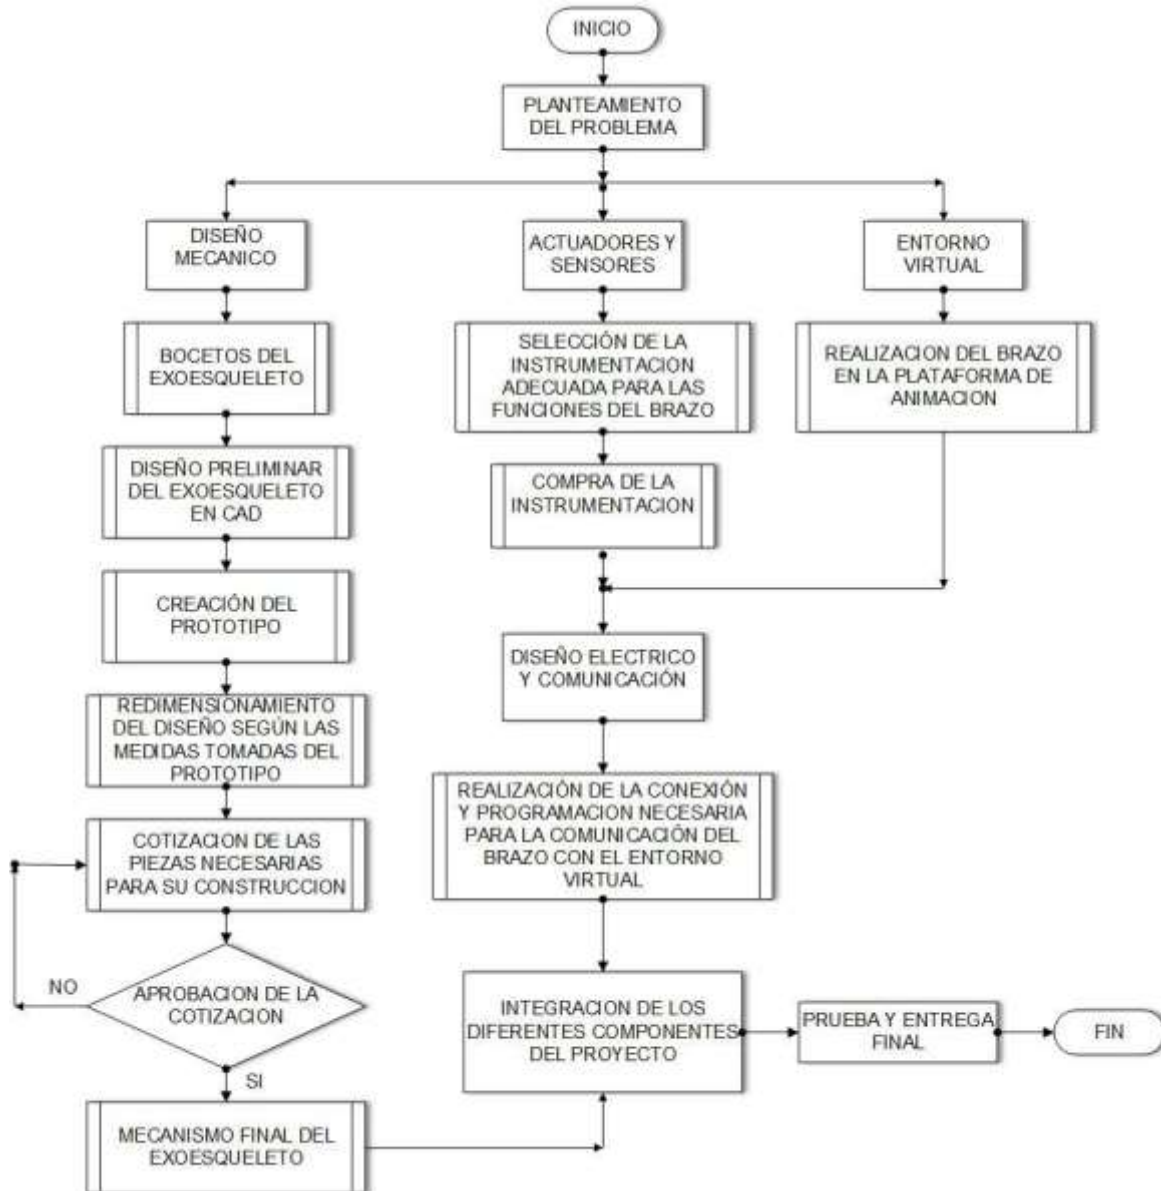 INICIO
PLANTEAMIENTO
DEL PROBLEMA
DISEÑO
MECANICO
ACTUADORES Y
SENSORES
ENTORNO
VIRTUAL
BOCETOS DEL
EXOESQUELETO
SELECCIÓN DE LA
INSTRUMENTACION
ADECUADA PARA LAS
FUNCIONES DEL BRAZO
REALIZACION DEL BRAZO
EN LA PLATAFORMA DE
ANIMACION
DISEÑO PRELIMINAR
DEL EXOESQUELETO
EN CAD
COMPRA DE LA
INSTRUMENTACION
CREACIÓN DEL
PROTOTIPO
DISEÑO ELECTRICO
Y COMUNICACIÓN
REDIMENSIONAMIENTO
DEL DISEÑO SEGÚN LAS
MEDIDAS TOMADAS DEL
PROTOTIPO
REALIZACIÓN DE LA CONEXIÓN
Y PROGRAMACION NECESARIA
PARA LA COMUNICACIÓN DEL
BRAZO CON EL ENTORNO
VIRTUAL
COTIZACION DE LAS
PIEZAS NECESARIAS
PARA SU CONSTRUCCION
NO
APROBACION DE LA
COTIZACION
SI
INTEGRACION DE LOS
DIFERENTES COMPONENTES
DEL PROYECTO
PRUEBA Y ENTREGA
FINAL
FIN
MECANISMO FINAL DEL
EXOESQUELETO